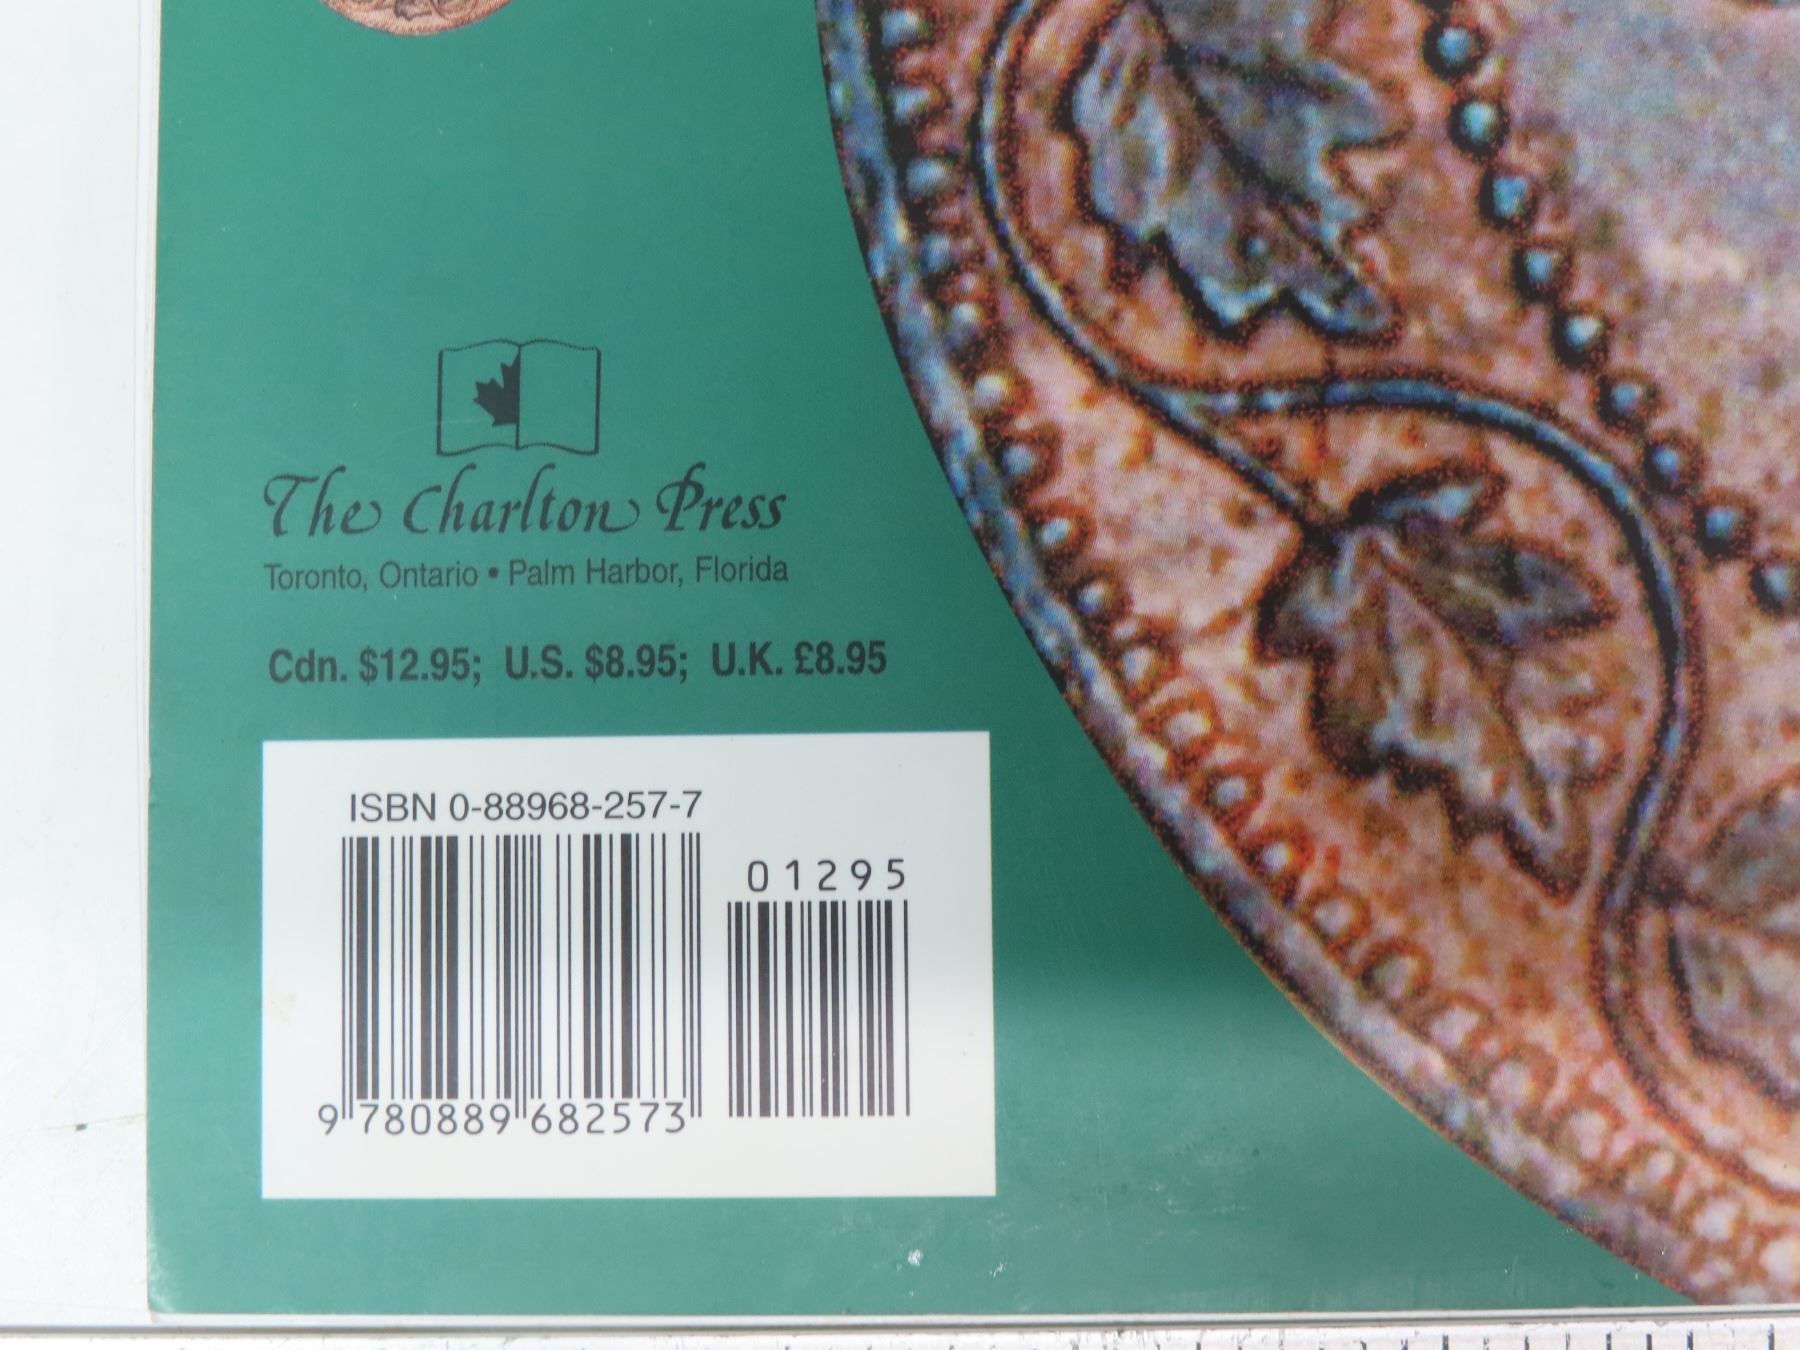 The Charlton Press
Toronto, Ontario • Palm Harbor, Florida
Cdn. $12.95; U.S. $8.95; U.K. £8.95
ISBN 0-88968-257-7
01295
9 780889 682573